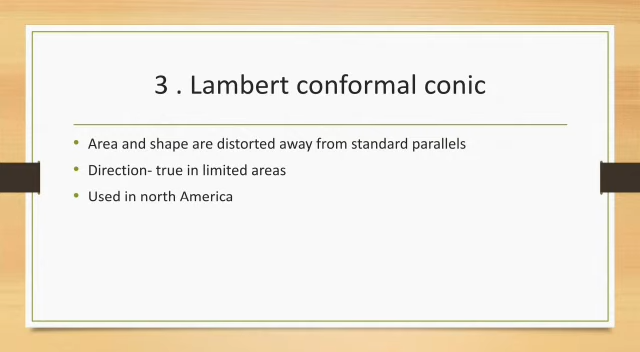 3 . Lambert conformal conic
• Area and shape are distorted away from standard parallels
• Direction- true in limited areas
• Used in north America